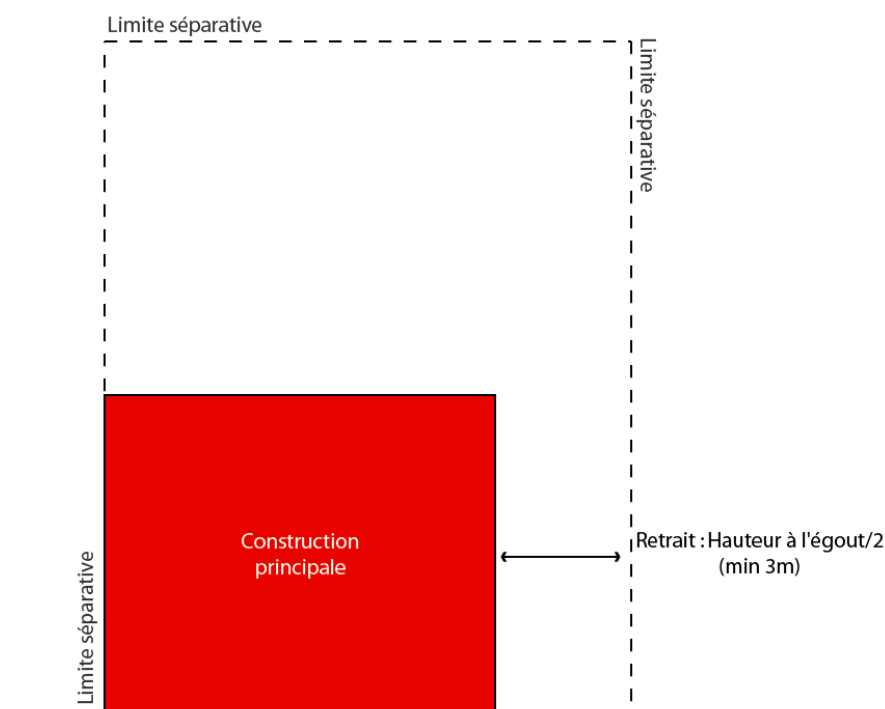 Limite séparative
Limite séparative
Construction
principale
Retrait : Hauteur à l'égout/2
(min 3m)
Limite séparative